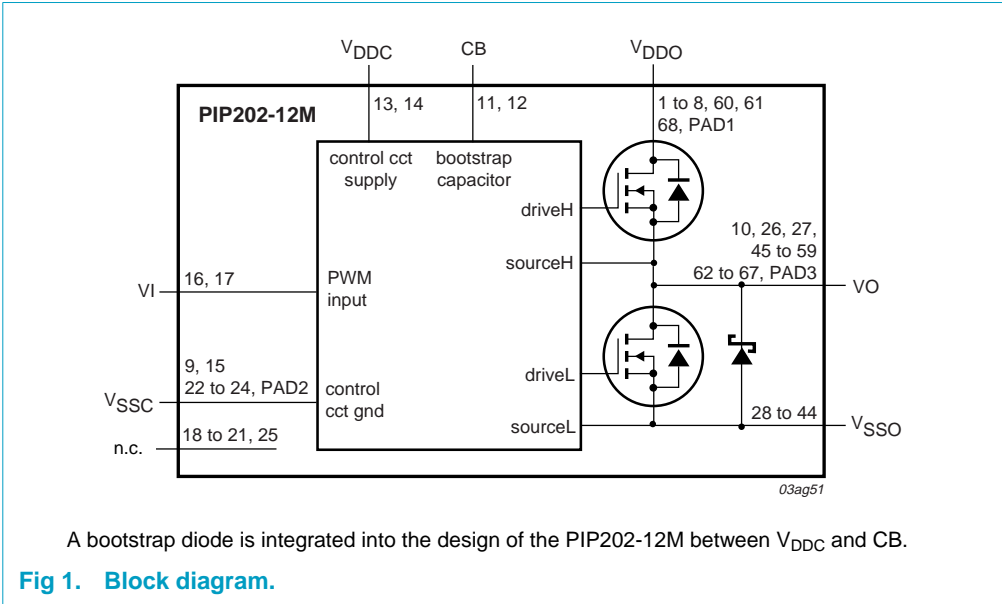 VDDC
CB
VDDO
PIP202-12M
13, 14
11, 12
1 to 8, 60, 61
68, PAD1
control cct
supply
bootstrap
capacitor
driveH
10, 26, 27,
45 to 59
62 to 67, PAD3
sourceH
VI
16, 17
PWM
input
VO
9, 15
22 to 24, PAD2
VSSC
control
cct gnd
driveL
sourceL
28 to 44
VSSO
n.c.
18 to 21, 25
03ag51
A bootstrap diode is integrated into the design of the PIP202-12M between VDDC and CB.
Fig 1. Block diagram.